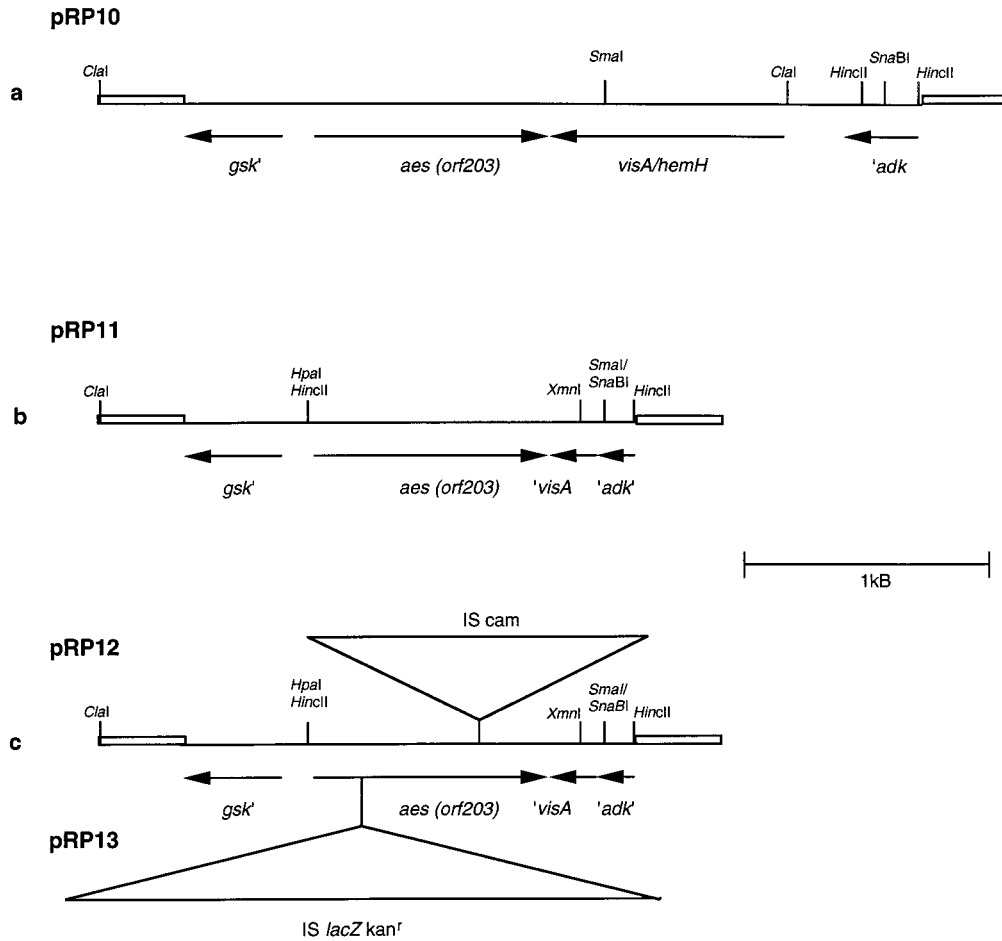 pRP10
a
ClaI
SmaI
ClaI
HincII
SnaBI
HincII
gsk'
aes (orf203)
visA/hemH
'adk
pRP11
b
ClaI
HpaI
HincII
XmnI
SmaI/
SnaBI
HincII
gsk'
aes (orf203)
'visA
'adk'
1kB
IS cam
pRP12
c
ClaI
HpaI
HincII
XmnI
SmaI/
SnaBI
HincII
gsk'
aes (orf203)
'visA
'adk'
pRP13
IS lacZ kanʳ